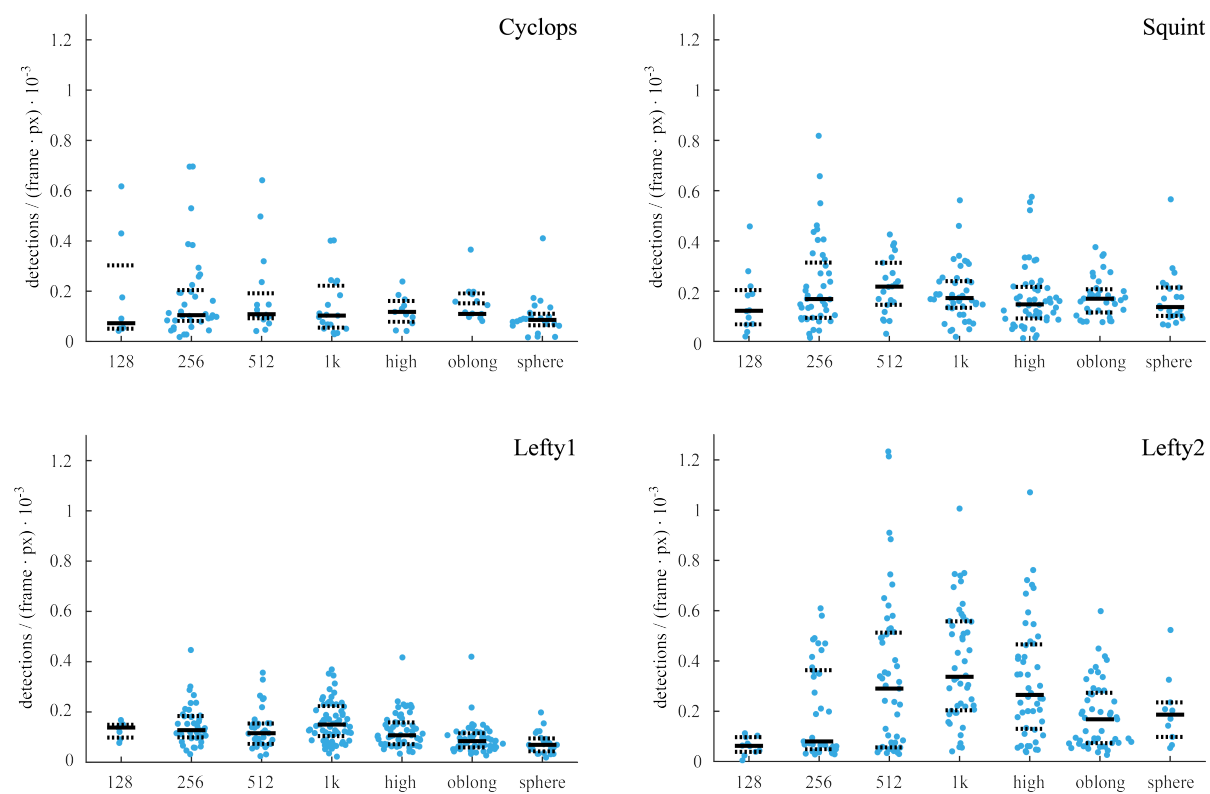 Cyclops
detections / (frame · px) · 10⁻³
1.2
1
0.8
0.6
0.4
0.2
0
128 256 512 1k high oblong sphere
Squint
detections / (frame · px) · 10⁻³
1.2
1
0.8
0.6
0.4
0.2
0
128 256 512 1k high oblong sphere
Lefty1
detections / (frame · px) · 10⁻³
1.2
1
0.8
0.6
0.4
0.2
0
128 256 512 1k high oblong sphere
Lefty2
detections / (frame · px) · 10⁻³
1.2
1
0.8
0.6
0.4
0.2
0
128 256 512 1k high oblong sphere